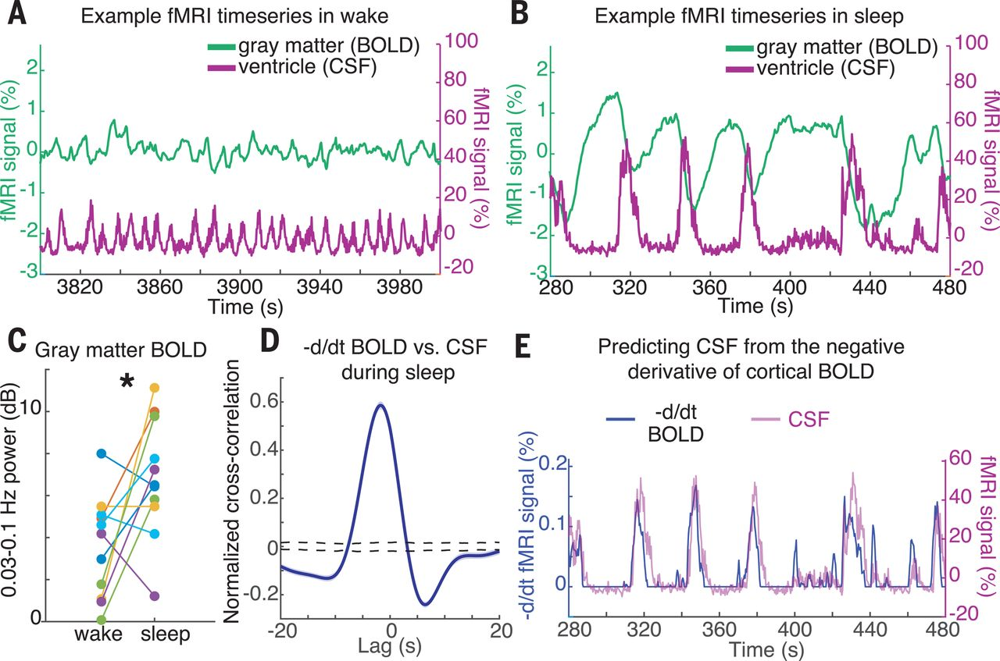 A
Example fMRI timeseries in wake
gray matter (BOLD)
ventricle (CSF)
fMRI signal (%)
2
1
0
-1
-2
-3
100
80
60
40
20
0
-20
fMRI signal (%)
3820
3860
3900
3940
3980
Time (s)
B
Example fMRI timeseries in sleep
gray matter (BOLD)
ventricle (CSF)
fMRI signal (%)
2
1
0
-1
-2
-3
100
80
60
40
20
0
-20
fMRI signal (%)
280
320
360
400
440
480
Time (s)
C
Gray matter BOLD
*
0.03-0.1 Hz power (dB)
10
0
wake
sleep
D
-d/dt BOLD vs. CSF
during sleep
Normalized cross-correlation
0.6
0.4
0.2
0
-0.2
-20
0
20
Lag (s)
E
Predicting CSF from the negative
derivative of cortical BOLD
-d/dt
BOLD
CSF
-d/dt fMRI signal (%)
0.2
0.1
0
60
40
20
0
-20
fMRI signal (%)
280
320
360
400
440
480
Time (s)